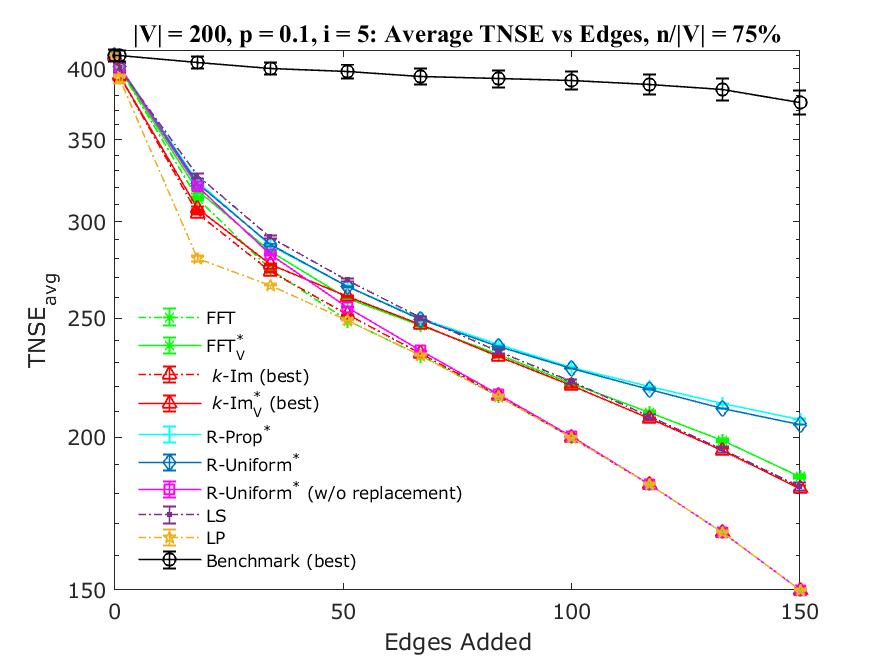 |V| = 200, p = 0.1, i = 5: Average TNSE vs Edges, n/|V| = 75%
400
350
300
250
200
150
TNSE_avg
FFT
FFT*_V
k-Im (best)
k-Im*_V (best)
R-Prop*
R-Uniform*
R-Uniform* (w/o replacement)
LS
LP
Benchmark (best)
0 50 100 150
Edges Added